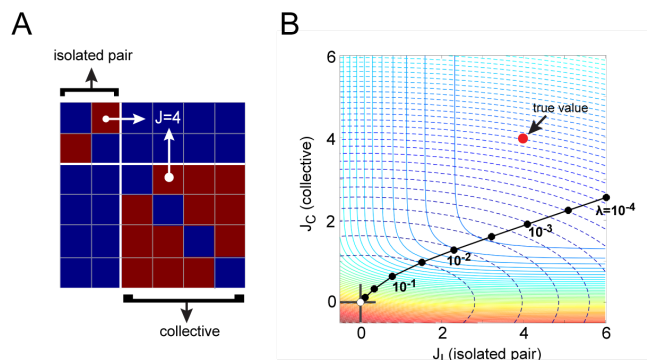 A
isolated pair
J=4
collective
B
6
4
2
0
J_C (collective)
true value
λ=10^-4
10^-3
10^-2
10^-1
0
2
4
6
J_I (isolated pair)